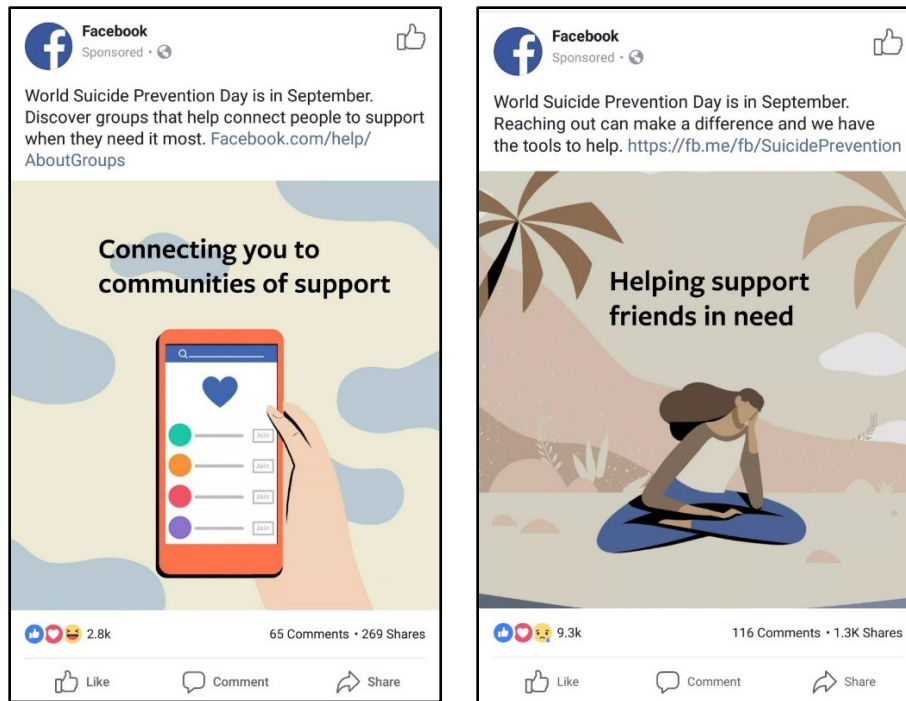 Facebook
Sponsored •
World Suicide Prevention Day is in September.
Discover groups that help connect people to support
when they need it most. Facebook.com/help/
AboutGroups
Connecting you to
communities of support
Join
Join
Join
Join
2.8k
65 Comments • 269 Shares
Like
Comment
Share
Facebook
Sponsored •
World Suicide Prevention Day is in September.
Reaching out can make a difference and we have
the tools to help. https://fb.me/fb/SuicidePrevention
Helping support
friends in need
9.3k
116 Comments • 1.3K Shares
Like
Comment
Share